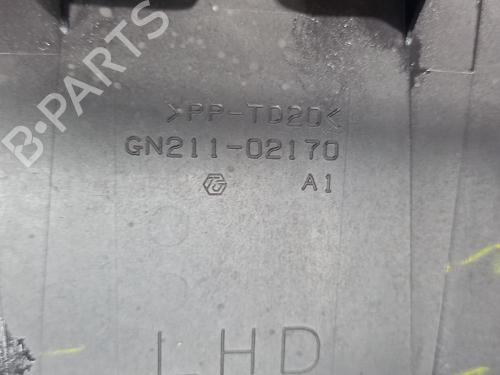 B-PARTS
>PP-TD20<
GN211-02170
A1
LHD